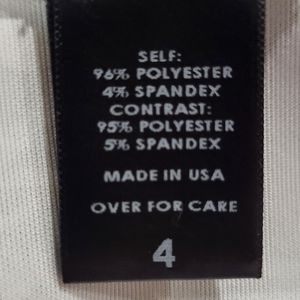 SELF:
96% POLYESTER
4% SPANDEX
CONTRAST:
95% POLYESTER
5% SPANDEX
MADE IN USA
OVER FOR CARE
4